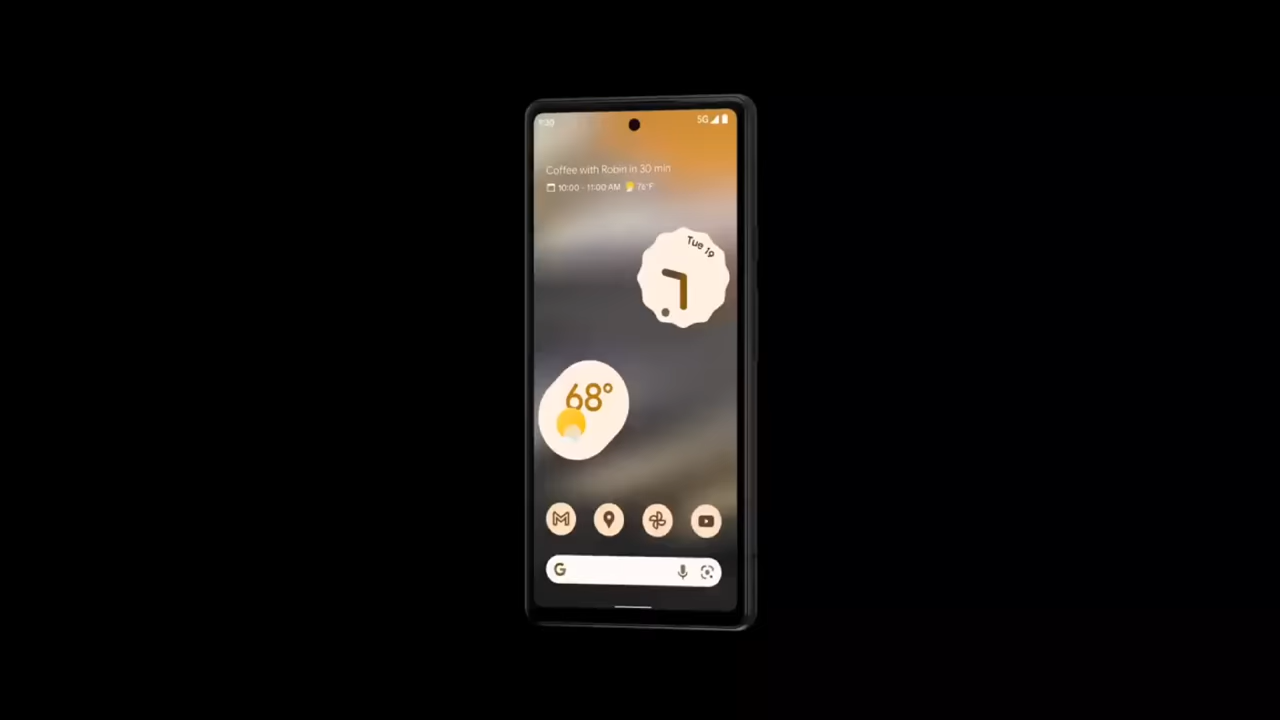 5G
Coffee with Robin in 30 min
10:00 - 11:00 AM
Tue 19
68°
G